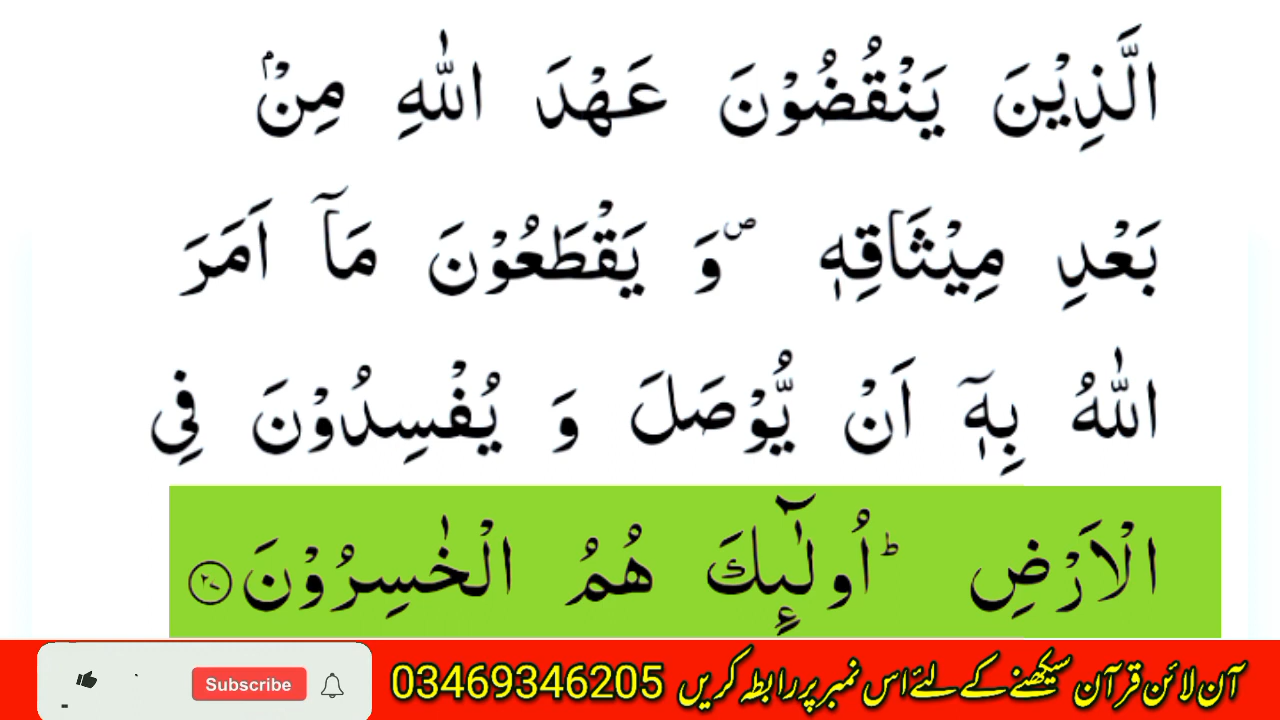 الَّذِيْنَ يَنْقُضُوْنَ عَهْدَ اللّٰهِ مِنْۢ
بَعْدِ مِيْثَاقِهٖ ۪ وَ يَقْطَعُوْنَ مَاۤ اَمَرَ
اللّٰهُ بِهٖۤ اَنْ يُّوْصَلَ وَ يُفْسِدُوْنَ فِي
الْاَرْضِ ؕ اُولٰٓىِٕكَ هُمُ الْخٰسِرُوْنَ
Subscribe
آن لائن قرآن سیکھنے کے لئے اس نمبر پر رابطہ کریں 03469346205